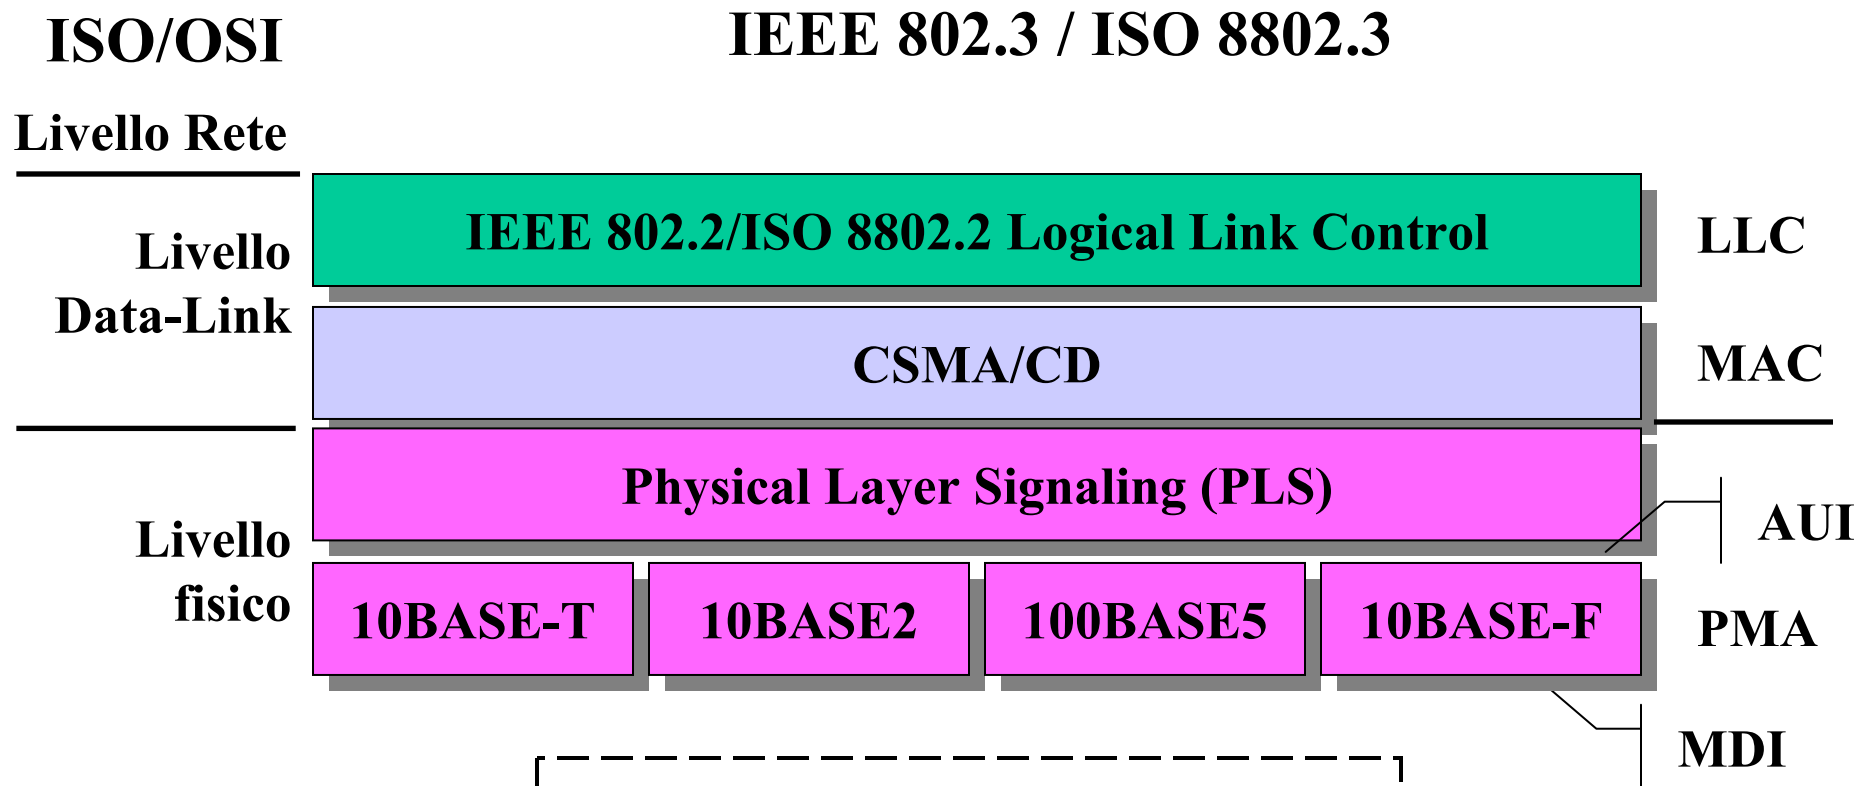 ISO/OSI
IEEE 802.3 / ISO 8802.3
Livello Rete
IEEE 802.2/ISO 8802.2 Logical Link Control
LLC
Livello
Data-Link
CSMA/CD
MAC
Physical Layer Signaling (PLS)
AUI
Livello
fisico
10BASE-T
10BASE2
100BASE5
10BASE-F
PMA
MDI